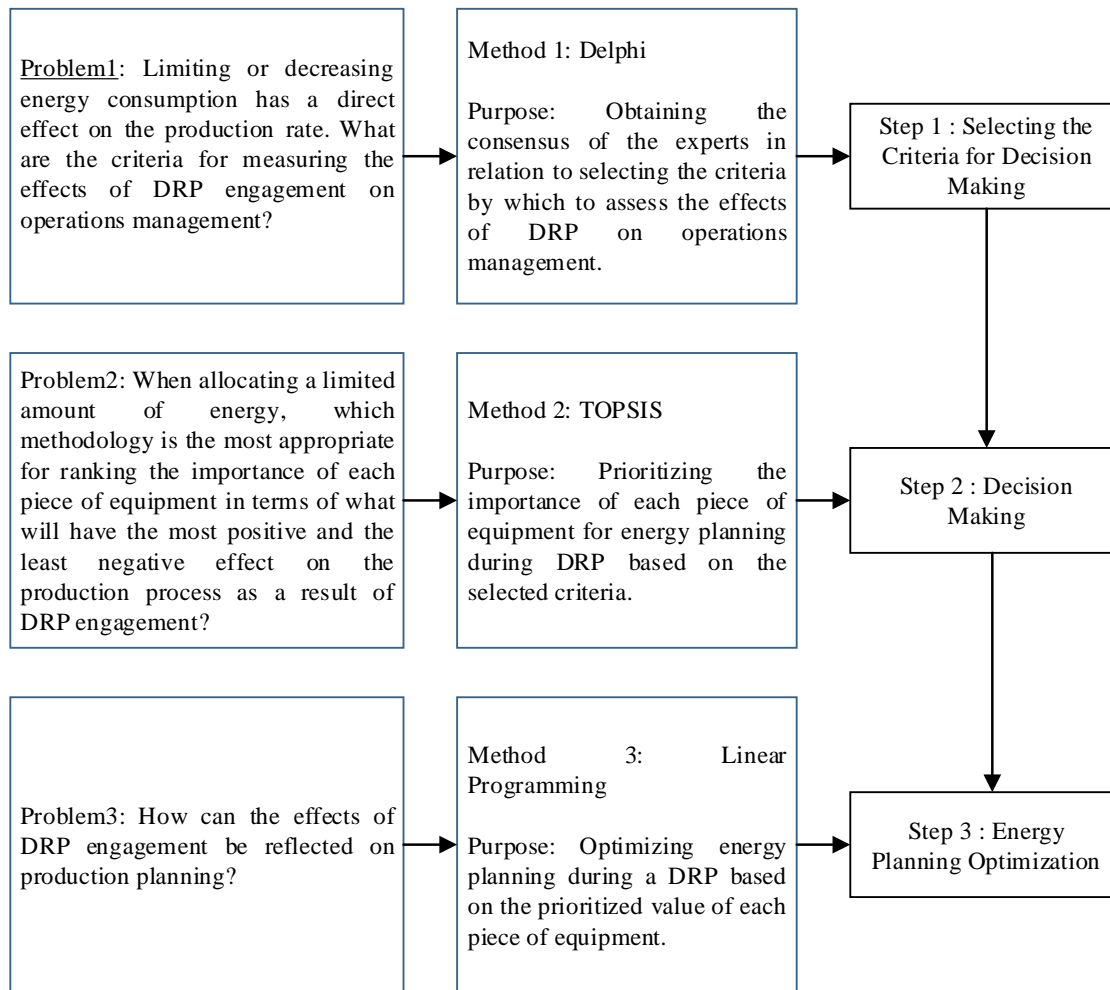 Problem1: Limiting or decreasing
energy consumption has a direct
effect on the production rate. What
are the criteria for measuring the
effects of DRP engagement on
operations management?
Method 1: Delphi
Purpose: Obtaining the
consensus of the experts in
relation to selecting the criteria
by which to assess the effects
of DRP on operations
management.
Step 1 : Selecting the
Criteria for Decision
Making
Problem2: When allocating a limited
amount of energy, which
methodology is the most appropriate
for ranking the importance of each
piece of equipment in terms of what
will have the most positive and the
least negative effect on the
production process as a result of
DRP engagement?
Method 2: TOPSIS
Purpose: Prioritizing the
importance of each piece of
equipment for energy planning
during DRP based on the
selected criteria.
Step 2 : Decision
Making
Problem3: How can the effects of
DRP engagement be reflected on
production planning?
Method 3: Linear
Programming
Purpose: Optimizing energy
planning during a DRP based
on the prioritized value of each
piece of equipment.
Step 3 : Energy
Planning Optimization